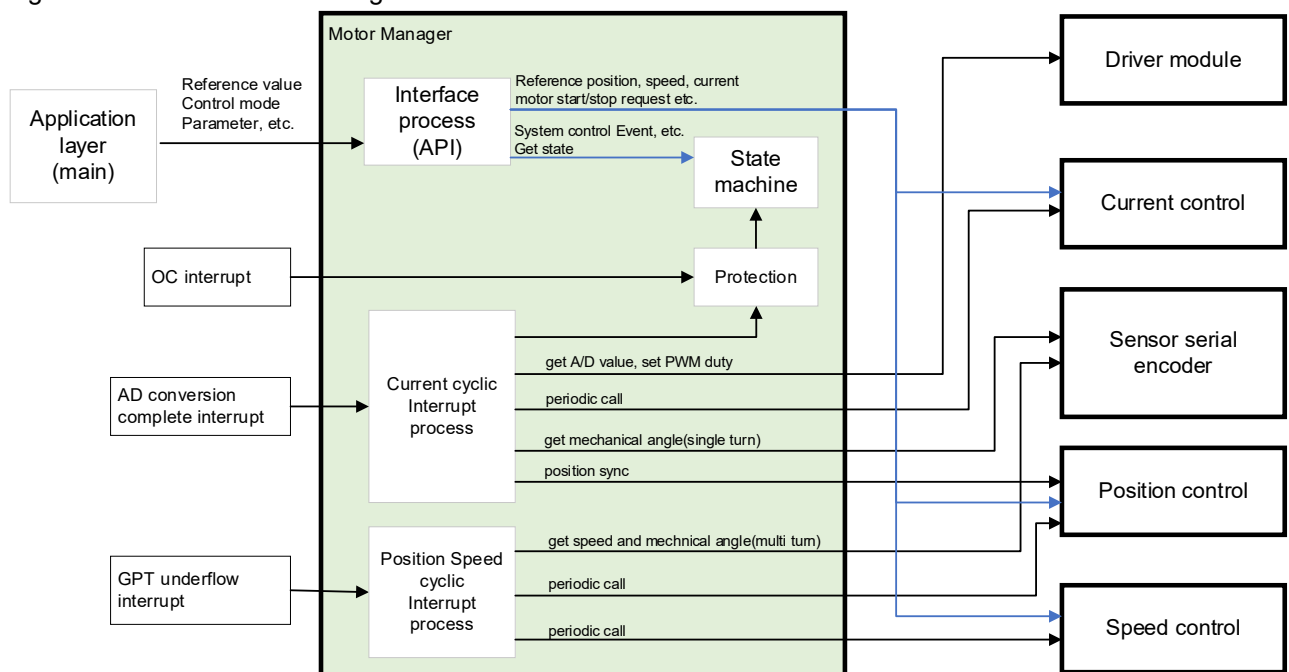 Motor Manager
Driver module
Reference value
Control mode
Parameter, etc.
Application
layer
(main)
Interface
process
(API)
Reference position, speed, current
motor start/stop request etc.
System control Event, etc.
Get state
State
machine
Current control
OC interrupt
Protection
Sensor serial
encoder
AD conversion
complete interrupt
Current cyclic
Interrupt
process
get A/D value, set PWM duty
periodic call
get mechanical angle(single turn)
position sync
Position control
GPT underflow
interrupt
Position Speed
cyclic
Interrupt
process
get speed and mechnical angle(multi turn)
periodic call
periodic call
Speed control